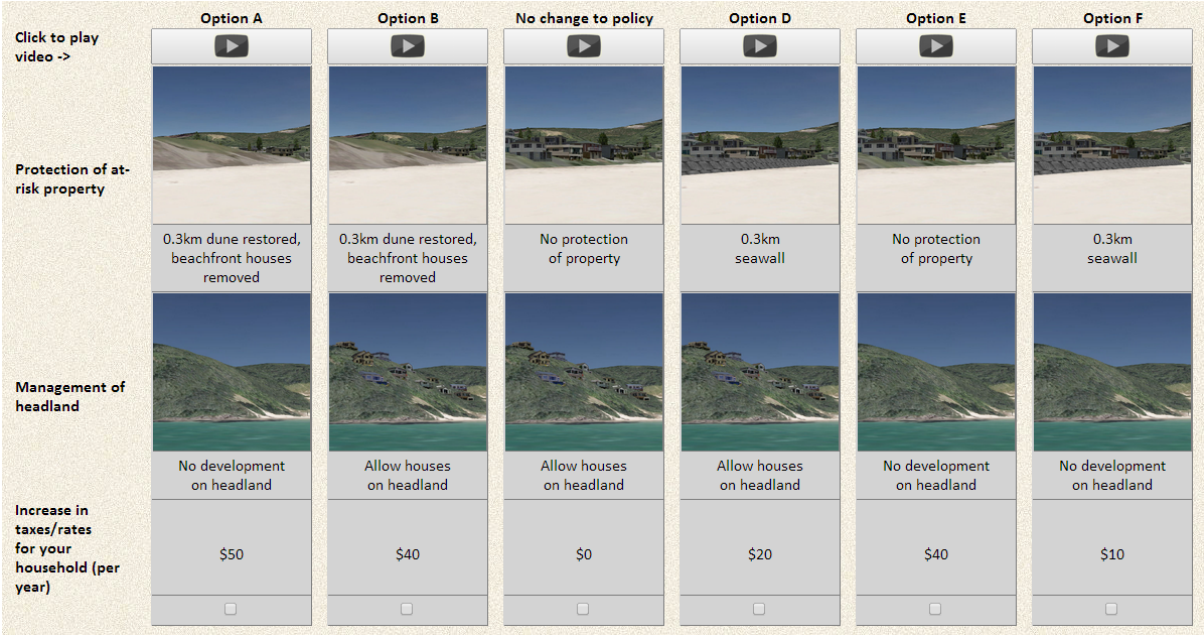 Option A
Option B
No change to policy
Option D
Option E
Option F
Click to play
video ->
Protection of at-
risk property
0.3km dune restored,
beachfront houses
removed
0.3km dune restored,
beachfront houses
removed
No protection
of property
0.3km
seawall
No protection
of property
0.3km
seawall
Management of
headland
No development
on headland
Allow houses
on headland
Allow houses
on headland
Allow houses
on headland
No development
on headland
No development
on headland
Increase in
taxes/rates
for your
household (per
year)
$50
$40
$0
$20
$40
$10